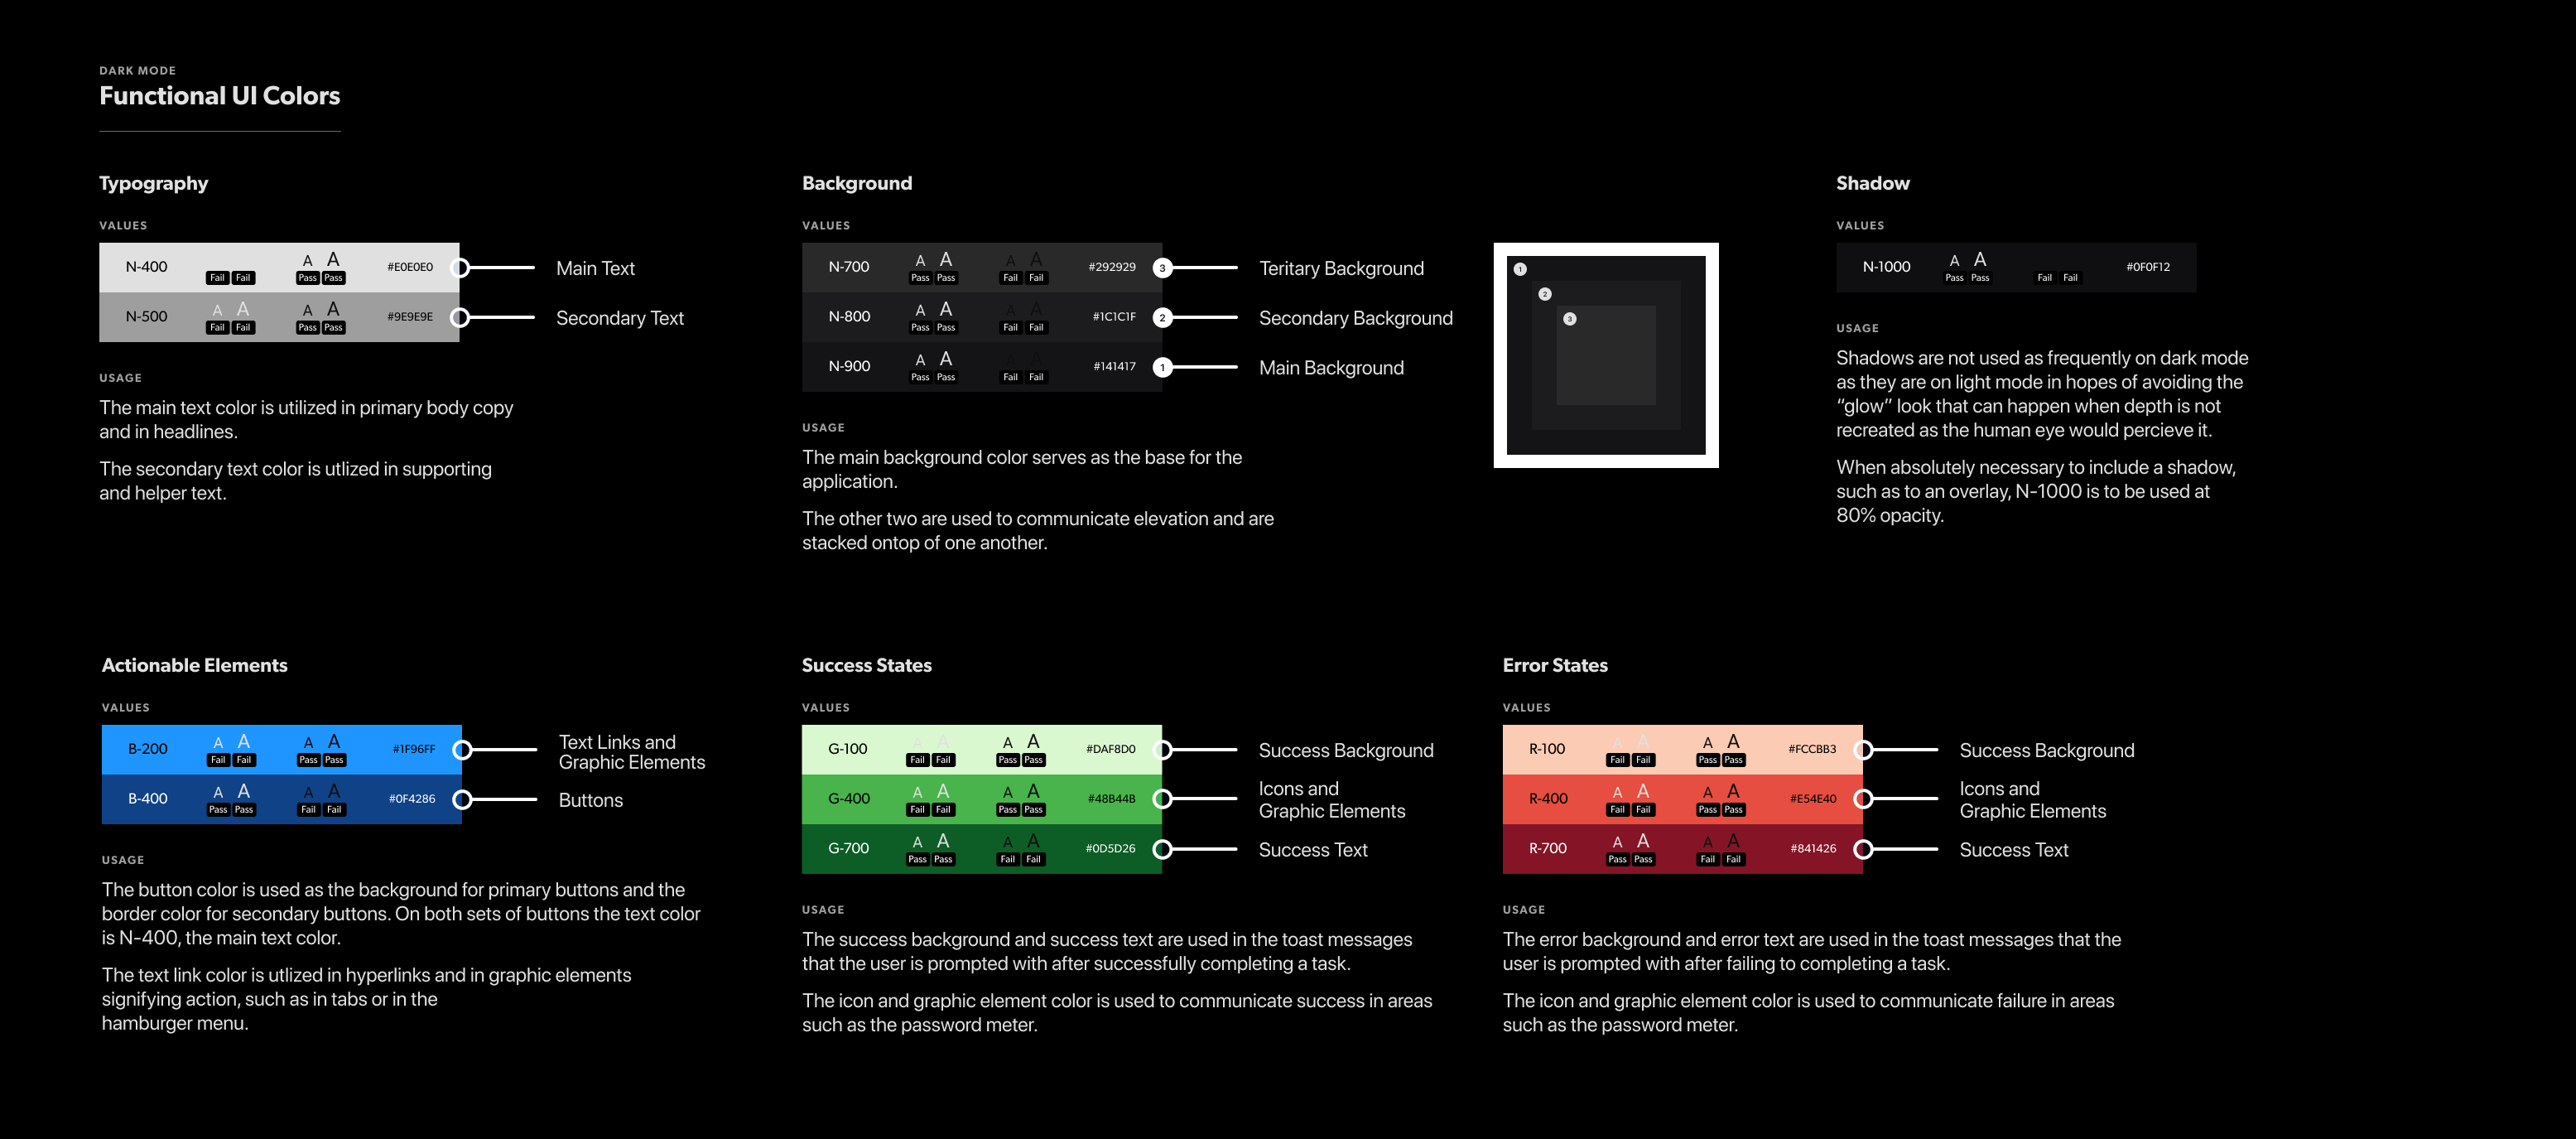 DARK MODE
Functional UI Colors
Typography
VALUES
N-400 Fail Fail A A Pass Pass #E0E0E0
Main Text
N-500 A A Fail Fail A A Pass Pass #9E9E9E
Secondary Text
USAGE
The main text color is utilized in primary body copy
and in headlines.
The secondary text color is utlized in supporting
and helper text.
Background
VALUES
N-700 A A Pass Pass A A Fail Fail #292929 3
Teritary Background
N-800 A A Pass Pass A A Fail Fail #1C1C1F 2
Secondary Background
N-900 A A Pass Pass A A Fail Fail #141417 1
Main Background
1
2
3
USAGE
The main background color serves as the base for the
application.
The other two are used to communicate elevation and are
stacked ontop of one another.
Shadow
VALUES
N-1000 A A Pass Pass Fail Fail #0F0F12
USAGE
Shadows are not used as frequently on dark mode
as they are on light mode in hopes of avoiding the
“glow” look that can happen when depth is not
recreated as the human eye would percieve it.
When absolutely necessary to include a shadow,
such as to an overlay, N-1000 is to be used at
80% opacity.
Actionable Elements
VALUES
B-200 A A Fail Fail A A Pass Pass #1F96FF
Text Links and
Graphic Elements
B-400 A A Pass Pass A A Fail Fail #0F4286
Buttons
USAGE
The button color is used as the background for primary buttons and the
border color for secondary buttons. On both sets of buttons the text color
is N-400, the main text color.
The text link color is utlized in hyperlinks and in graphic elements
signifying action, such as in tabs or in the
hamburger menu.
Success States
VALUES
G-100 A A Fail Fail A A Pass Pass #DAF8D0
Success Background
G-400 A A Fail Fail A A Pass Pass #48B44B
Icons and
Graphic Elements
G-700 A A Pass Pass A A Fail Fail #0D5D26
Success Text
USAGE
The success background and success text are used in the toast messages
that the user is prompted with after successfully completing a task.
The icon and graphic element color is used to communicate success in areas
such as the password meter.
Error States
VALUES
R-100 A A Fail Fail A A Pass Pass #FCCBB3
Success Background
R-400 A A Fail Fail A A Pass Pass #E54E40
Icons and
Graphic Elements
R-700 A A Pass Pass A A Fail Fail #841426
Success Text
USAGE
The error background and error text are used in the toast messages that the
user is prompted with after failing to completing a task.
The icon and graphic element color is used to communicate failure in areas
such as the password meter.